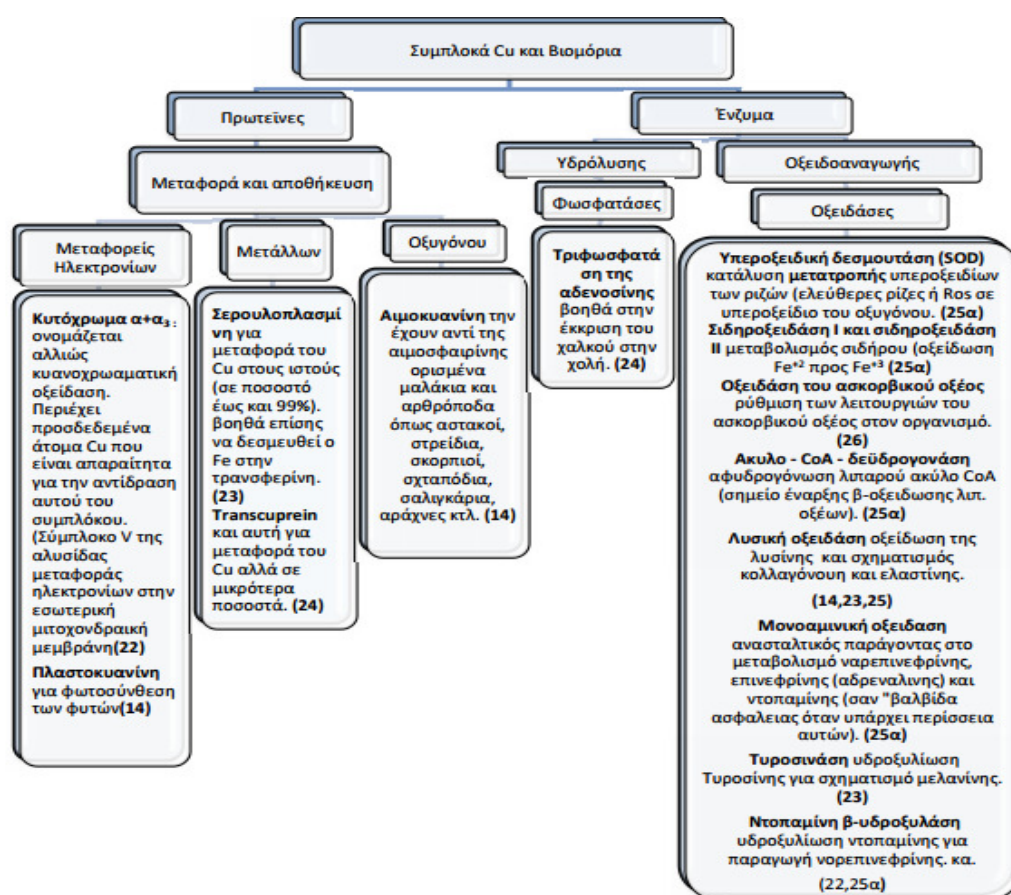 Συμπλοκά Cu και Βιομόρια
Πρωτεΐνες
Ένζυμα
Μεταφορά και αποθήκευση
Υδρόλυσης
Οξειδοαναγωγής
Φωσφατάσες
Οξειδάσες
Μεταφορείς
Ηλεκτρονίων
Μετάλλων
Οξυγόνου
Κυτόχρωμα α+α3 :
ονομάζεται
αλλιώς
κυανοχρωαματική
οξείδαση.
Περιέχει
προσδεδεμένα
άτομα Cu που
είναι απαραίτητα
για την αντίδραση
αυτού του
συμπλόκου.
(Σύμπλοκο V της
αλυσίδας
μεταφοράς
ηλεκτρονίων στην
εσωτερική
μιτοχονδραική
μεμβράνη(22)
Πλαστοκυανίνη
για φωτοσύνθεση
των φυτών(14)
Σερουλοπλασμί
νη για
μεταφορά του
Cu στους ιστούς
(σε ποσοστό
έως και 99%).
βοηθά επίσης
να δεσμευθεί ο
Fe στην
τρανσφερίνη.
(23)
Transcuprein
και αυτή για
μεταφορά του
Cu αλλά σε
μικρότερα
ποσοστά. (24)
Αιμοκυανίνη την
έχουν αντί της
αιμοσφαιρίνης
ορισμένα
μαλάκια και
αρθρόποδα
όπως αστακοί,
στρείδια,
σκορπιοί,
σχταπόδια,
σαλιγκάρια,
αράχνες κτλ. (14)
Τριφωσφατά
ση της
αδενοσίνης
βοηθά στην
έκκριση του
χαλκού στην
χολή. (24)
Υπεροξειδική δεσμουτάση (SOD)
κατάλυση μετατροπής υπεροξειδίων
των ριζών (ελεύθερες ρίζες ή Ros σε
υπεροξείδιο του οξυγόνου. (25α)
Σιδηροξειδάση Ι και σιδηροξειδάση
ΙΙ μεταβολισμός σιδήρου (οξείδωση
Fe+2 προς Fe+3 (25α)
Οξειδάση του ασκορβικού οξέος
ρύθμιση των λειτουργιών του
ασκορβικού οξέος στον οργανισμό.
(26)
Ακυλο - CoA - δεϋδρογονάση
αφυδρογόνωση λιπαρού ακύλο CoA
(σημείο έναρξης β-οξειδωσης λιπ.
οξέων). (25α)
Λυσική οξειδάση οξείδωση της
λυσίνης και σχηματισμός
κολλαγόνουη και ελαστίνης.
(14,23,25)
Μονοαμινική οξειδαση
ανασταλτικός παράγοντας στο
μεταβολισμό ναρεπινεφρίνης,
επινεφρίνης (αδρεναλινης) και
ντοπαμίνης (σαν "βαλβίδα
ασφαλειας όταν υπάρχει περίσσεια
αυτών). (25α)
Τυροσινάση υδροξυλίωση
Τυροσίνης για σχηματισμό μελανίνης.
(23)
Ντοπαμίνη β-υδροξυλάση
υδροξυλίωση ντοπαμίνης για
παραγωγή νορεπινεφρίνης. κα.
(22,25α)